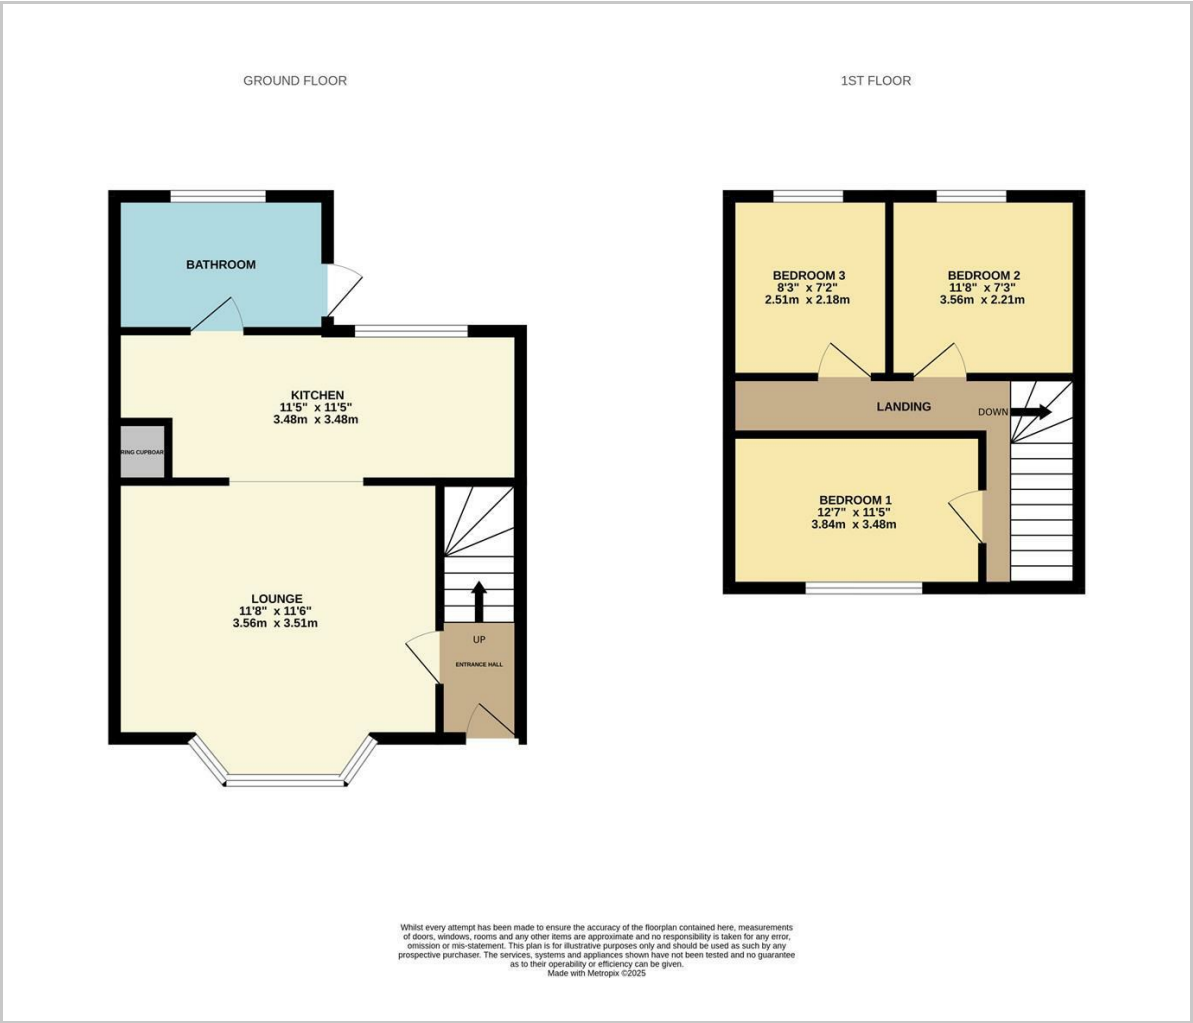 GROUND FLOOR
1ST FLOOR
BATHROOM
KITCHEN
11'5" x 11'5"
3.48m x 3.48m
RING CUPBOAR
LOUNGE
11'8" x 11'6"
3.56m x 3.51m
UP
ENTRANCE HALL
BEDROOM 3
8'3" x 7'2"
2.51m x 2.18m
BEDROOM 2
11'8" x 7'3"
3.56m x 2.21m
LANDING
DOWN
BEDROOM 1
12'7" x 11'5"
3.84m x 3.48m
Whilst every attempt has been made to ensure the accuracy of the floorplan contained here, measurements
of doors, windows, rooms and any other items are approximate and no responsibility is taken for any error,
omission or mis-statement. This plan is for illustrative purposes only and should be used as such by any
prospective purchaser. The services, systems and appliances shown have not been tested and no guarantee
as to their operability or efficiency can be given.
Made with Metropix ©2025